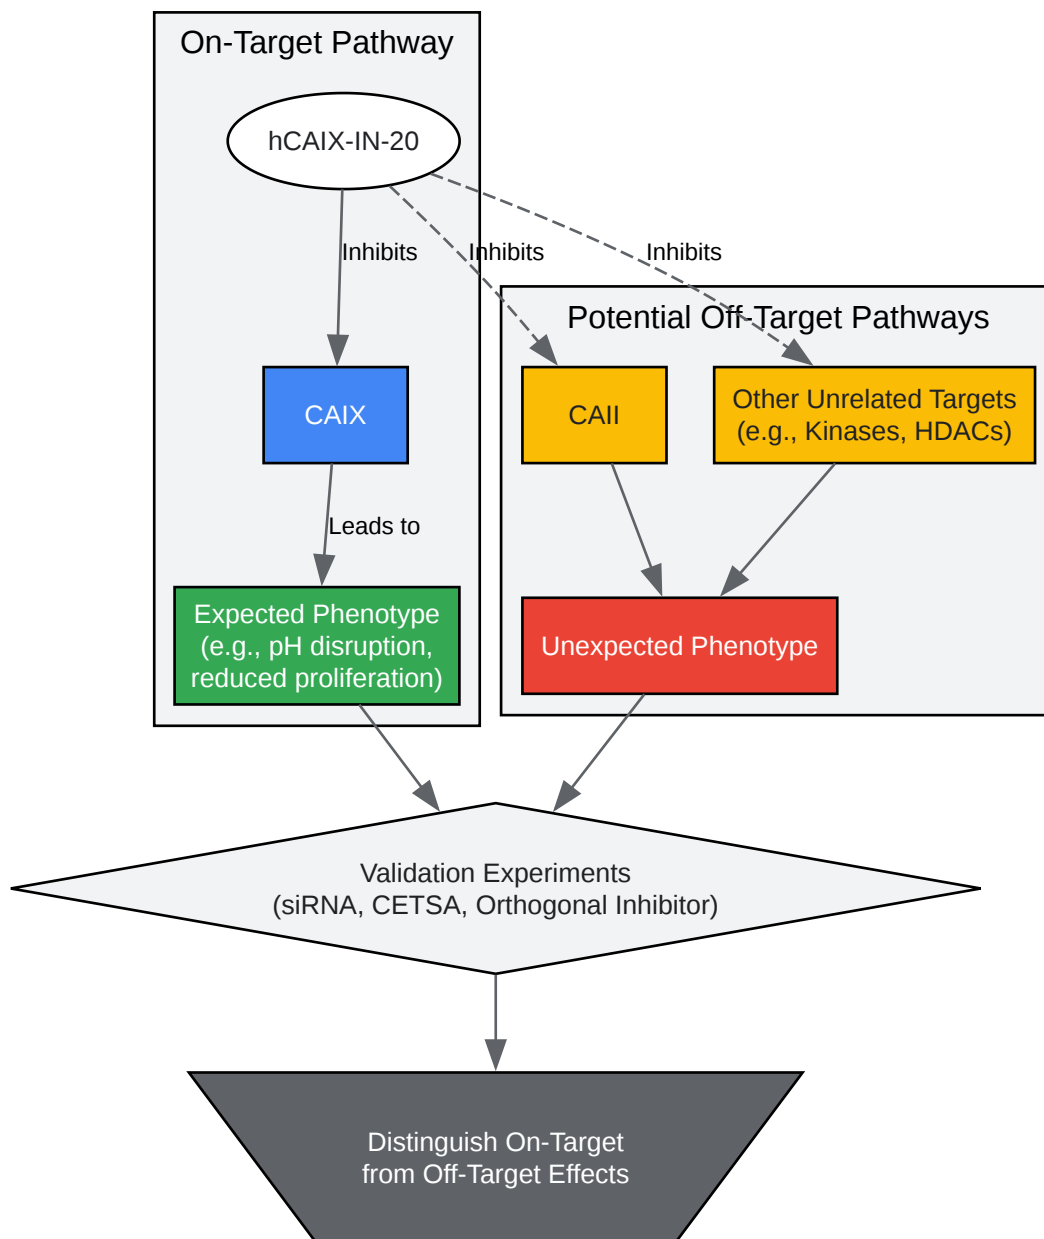 On-Target Pathway
hCAIX-IN-20
Inhibits
Inhibits
Inhibits
Potential Off-Target Pathways
CAIX
CAII
Other Unrelated Targets
(e.g., Kinases, HDACs)
Leads to
Expected Phenotype
(e.g., pH disruption,
reduced proliferation)
Unexpected Phenotype
Validation Experiments
(siRNA, CETSA, Orthogonal Inhibitor)
Distinguish On-Target
from Off-Target Effects